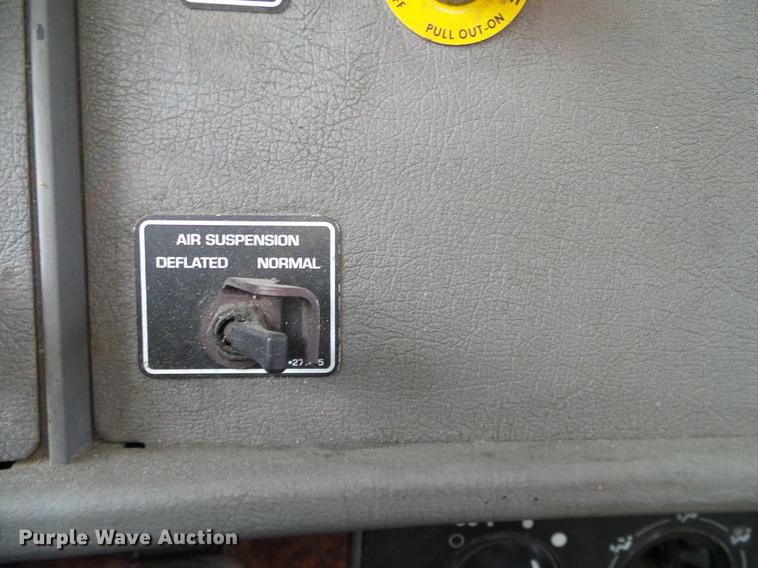 PULL OUT-ON
AIR SUSPENSION
DEFLATED NORMAL
Purple Wave Auction